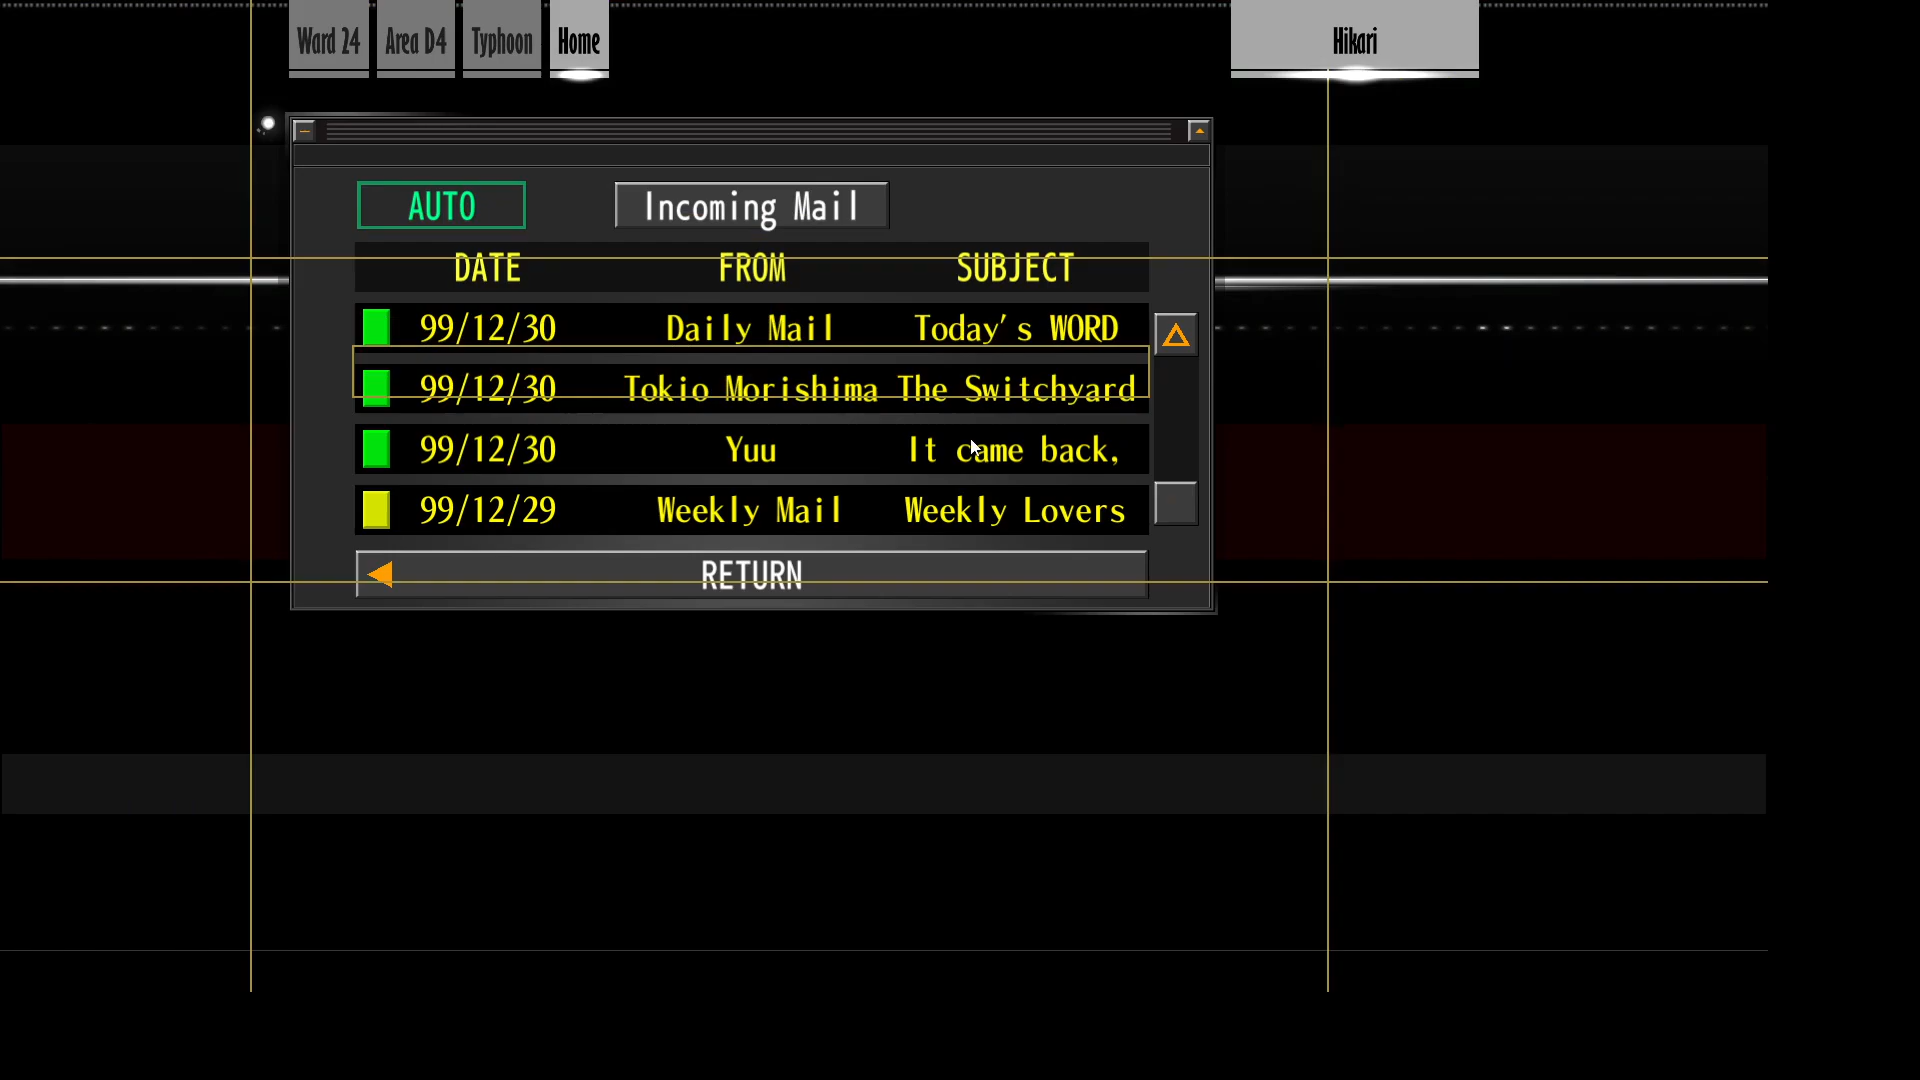 Ward 24 Area D4 Typhoon Home Hikari
AUTO Incoming Mail
DATE FROM SUBJECT
99/12/30 Daily Mail Today's WORD
99/12/30 Tokio Morishima The Switchyard
99/12/30 Yuu It came back,
99/12/29 Weekly Mail Weekly Lovers
RETURN